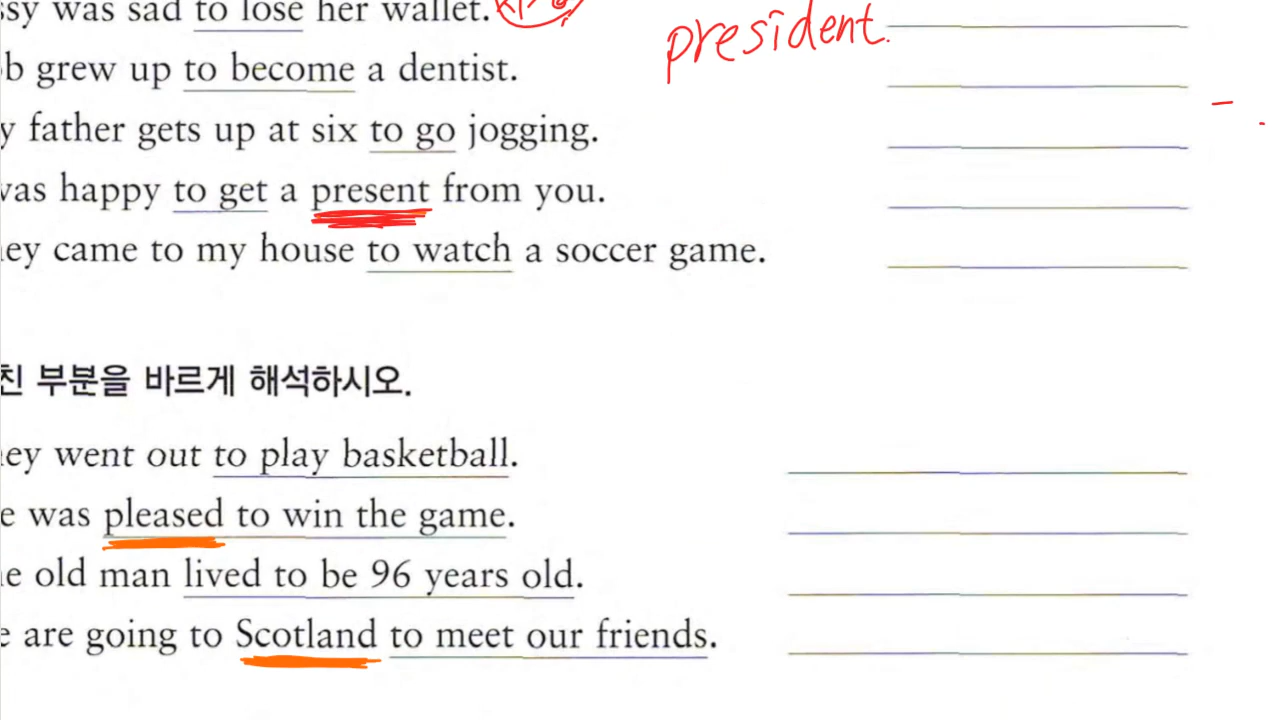 sy was sad to lose her wallet.
president.
b grew up to become a dentist.
y father gets up at six to go jogging.
was happy to get a present from you.
ey came to my house to watch a soccer game.
친 부분을 바르게 해석하시오.
ey went out to play basketball.
e was pleased to win the game.
e old man lived to be 96 years old.
e are going to Scotland to meet our friends.